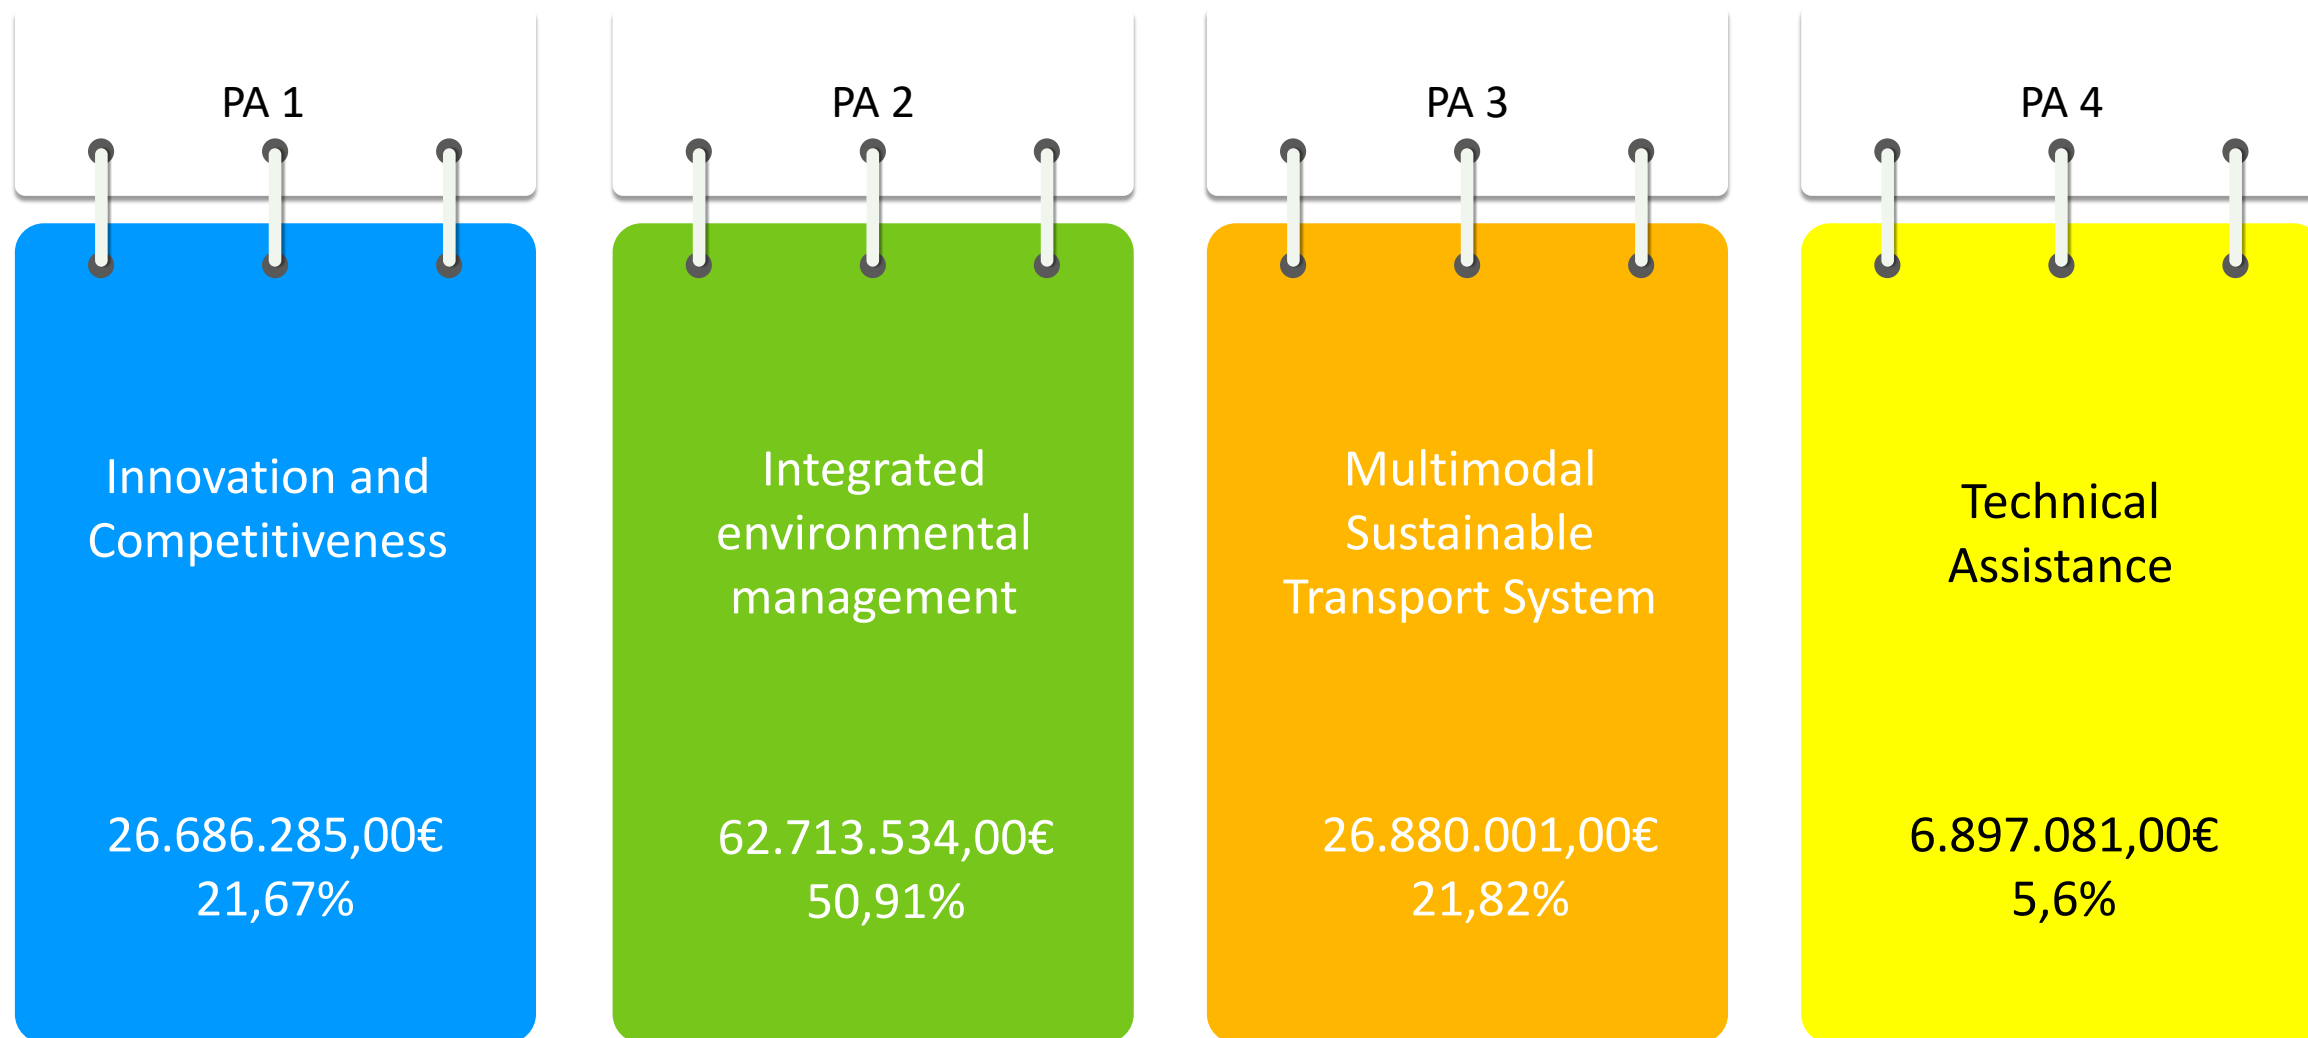 PA 1
Innovation and
Competitiveness
26.686.285,00€
21,67%
PA 2
Integrated
environmental
management
62.713.534,00€
50,91%
PA 3
Multimodal
Sustainable
Transport System
26.880.001,00€
21,82%
PA 4
Technical
Assistance
6.897.081,00€
5,6%